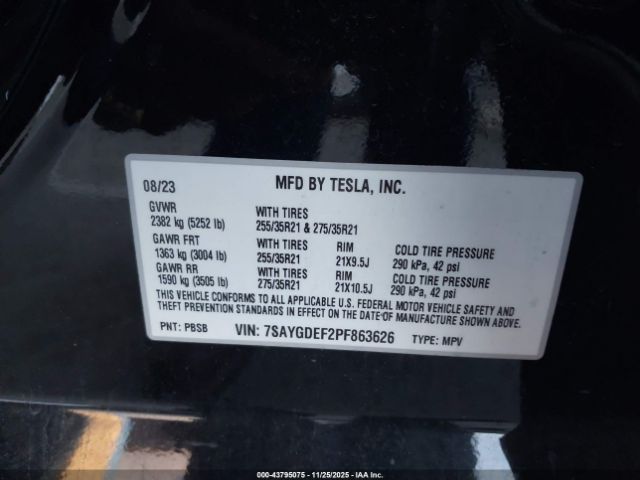 08/23 MFD BY TESLA, INC.
GVWR WITH TIRES
2382 kg (5252 lb) 255/35R21 & 275/35R21
GAWR FRT WITH TIRES RIM COLD TIRE PRESSURE
1363 kg (3004 lb) 255/35R21 21X9.5J 290 kPa, 42 psi
GAWR RR WITH TIRES RIM COLD TIRE PRESSURE
1590 kg (3505 lb) 275/35R21 21X10.5J 290 kPa, 42 psi
THIS VEHICLE CONFORMS TO ALL APPLICABLE U.S. FEDERAL MOTOR VEHICLE SAFETY AND
THEFT PREVENTION STANDARDS IN EFFECT ON THE DATE OF MANUFACTURE SHOWN ABOVE.
PNT: PBSB VIN: 7SAYGDEF2PF863626 TYPE: MPV
000-43795075 - 11/25/2025 - IAA Inc.